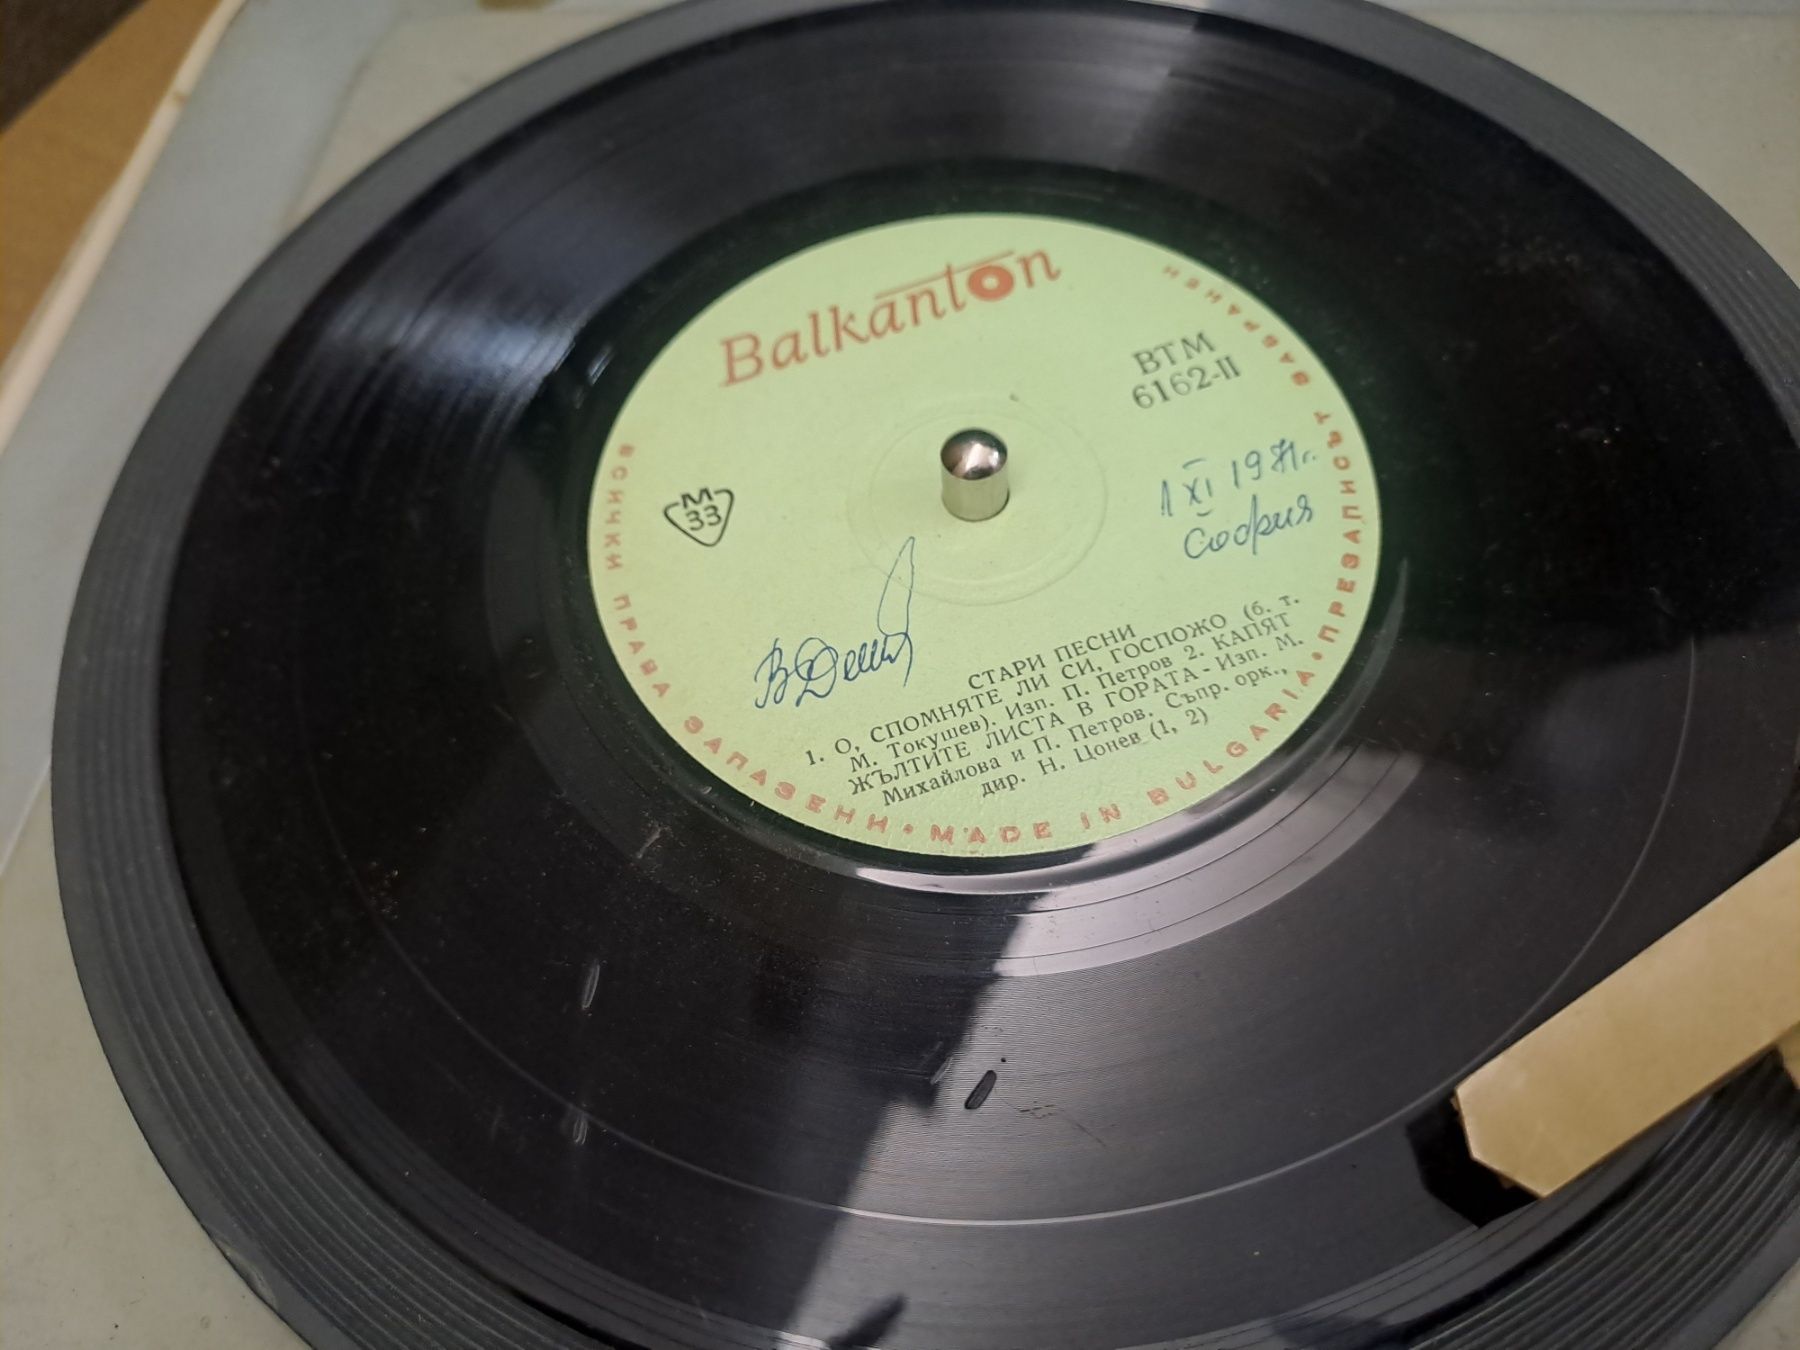 Balkanton
ВТМ
6162-II
М
33
1 XI 1971г.
София
СТАРИ ПЕСНИ
1. О, СПОМНЯТЕ ЛИ СИ, ГОСПОЖО (б. т.
М. Токушев). Изп. П. Петров 2. КАПЯТ
ЖЪЛТИТЕ ЛИСТА В ГОРАТА - Изп. М.
Михайлова и П. Петров. Съпр. орк.,
дир. Н. Цонев (1, 2)
ВСИЧКИ ПРАВА ЗАПАЗЕНИ • MADE IN BULGARIA • ПРЕЗАПИСЪТ ЗАБРАНЕН